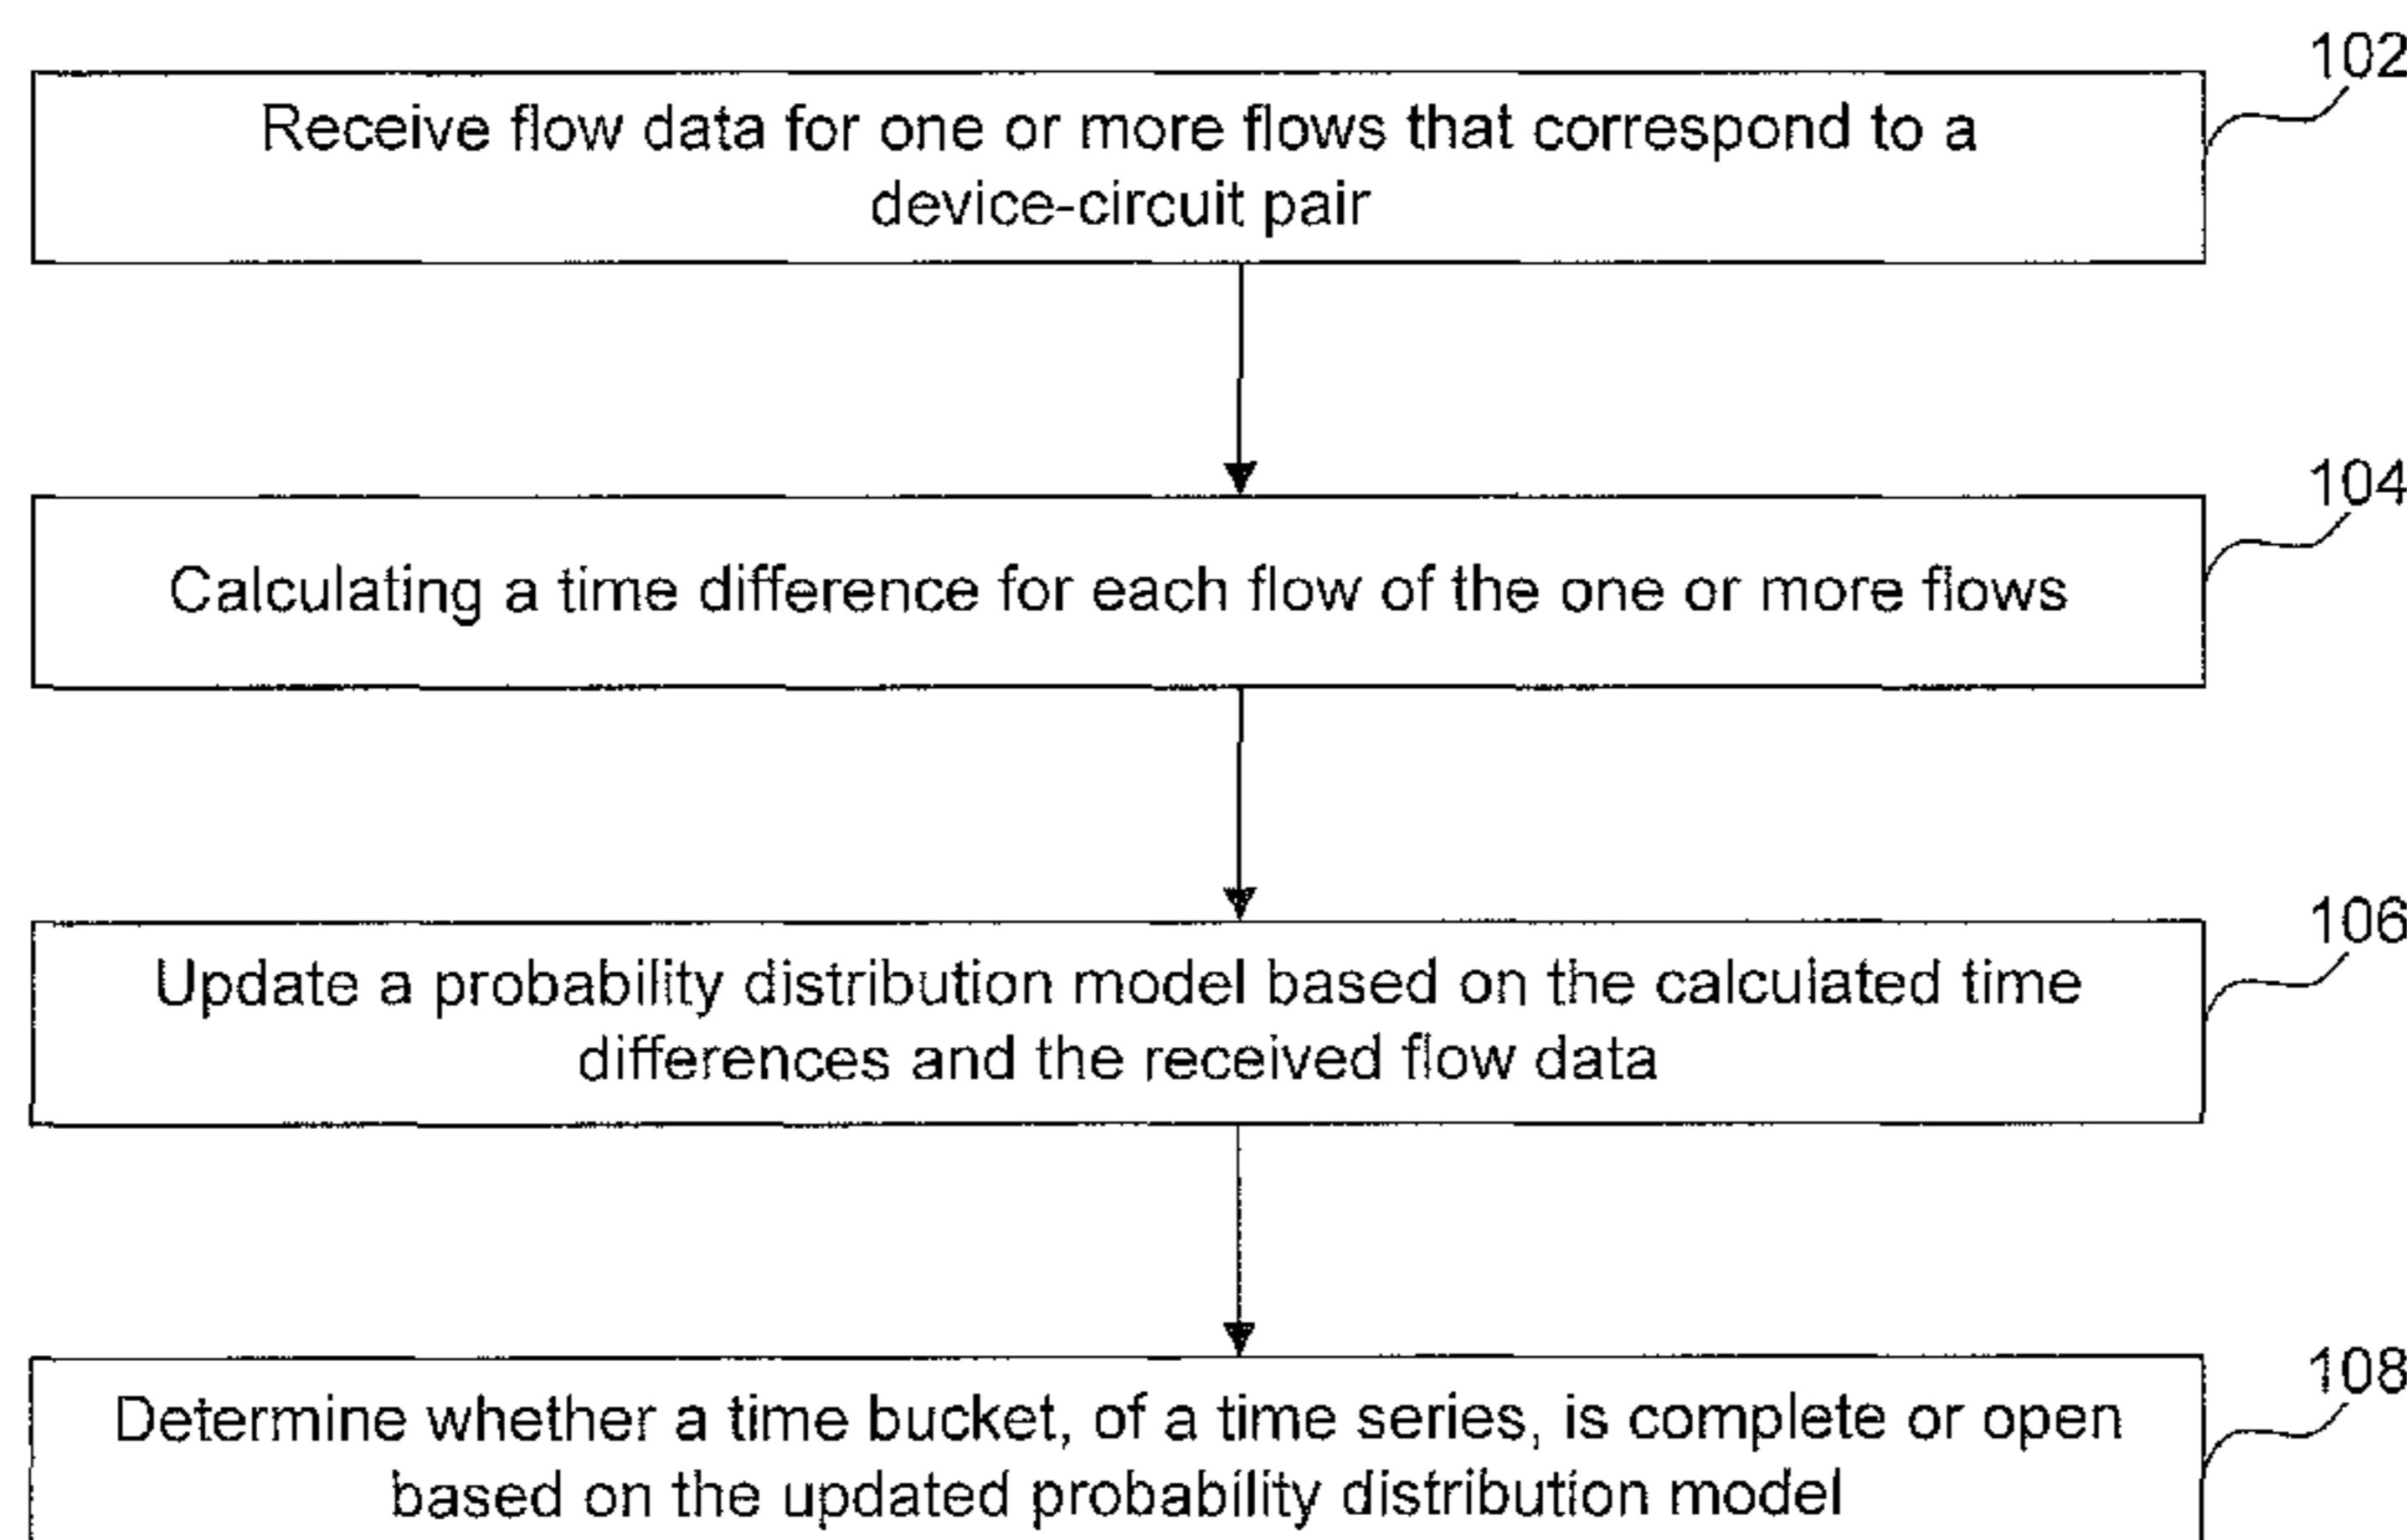 102
Receive flow data for one or more flows that correspond to a
device-circuit pair
104
Calculating a time difference for each flow of the one or more flows
106
Update a probability distribution model based on the calculated time
differences and the received flow data
108
Determine whether a time bucket, of a time series, is complete or open
based on the updated probability distribution model